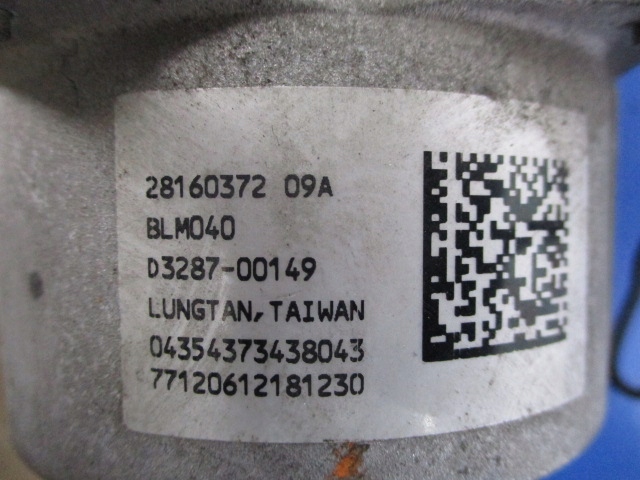 28160372 09A
BLM040
D3287-00149
LUNGTAN, TAIWAN
04354373438043
77120612181230